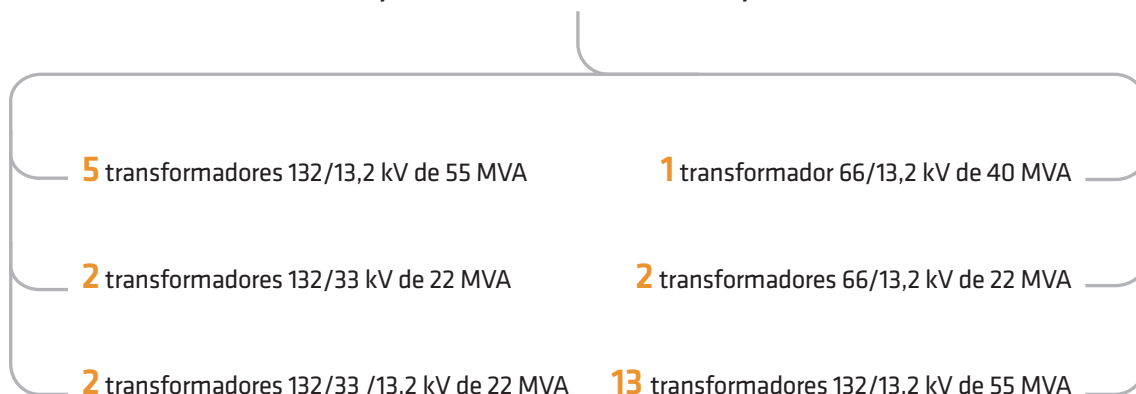 5 transformadores 132/13,2 kV de 55 MVA
1 transformador 66/13,2 kV de 40 MVA
2 transformadores 132/33 kV de 22 MVA
2 transformadores 66/13,2 kV de 22 MVA
2 transformadores 132/33 /13,2 kV de 22 MVA
13 transformadores 132/13,2 kV de 55 MVA